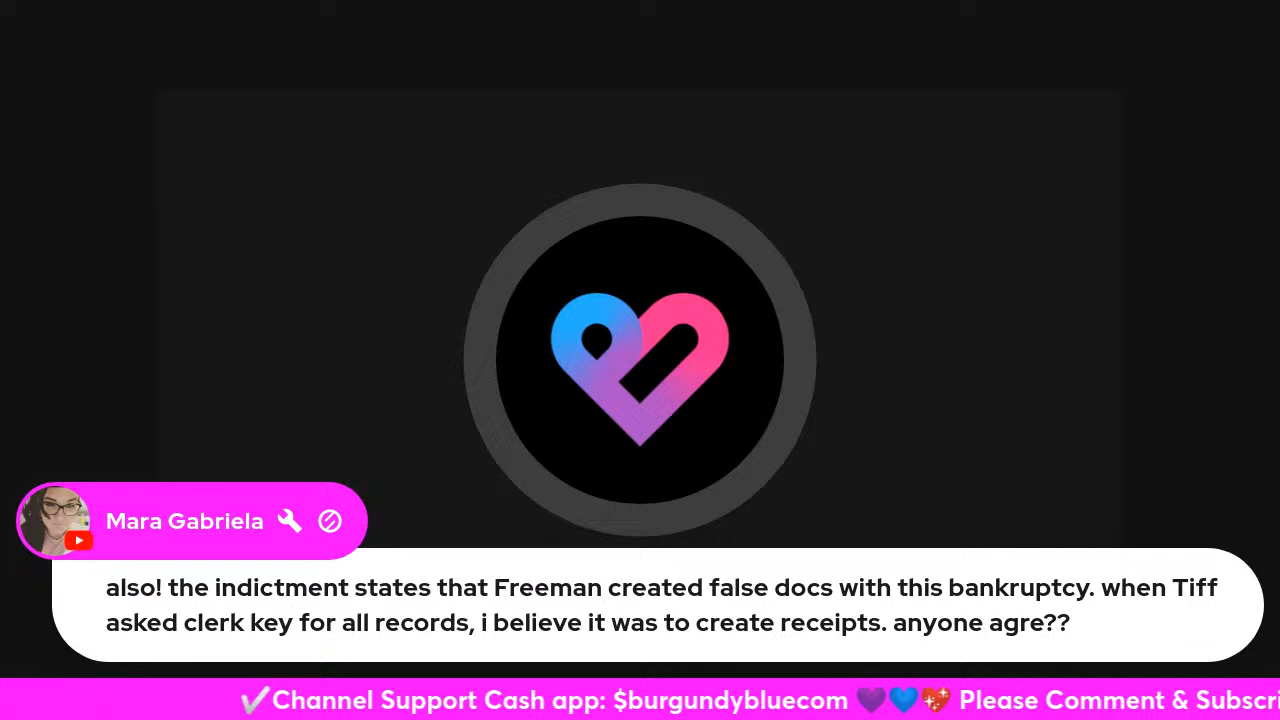 Mara Gabriela
also! the indictment states that Freeman created false docs with this bankruptcy. when Tiff
asked clerk key for all records, i believe it was to create receipts. anyone agre??
✔️Channel Support Cash app: $burgundybluecom 💜💙💖 Please Comment & Subscri